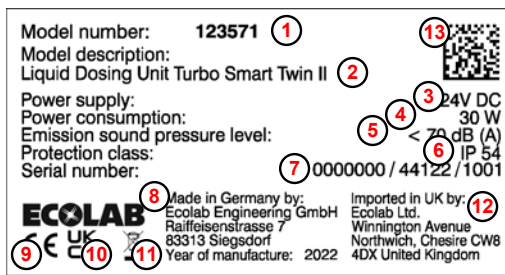 Model number: 123571 1
13
Model description:
Liquid Dosing Unit Turbo Smart Twin II 2
Power supply: 3 24V DC
Power consumption: 4 30 W
Emission sound pressure level: 5 < 70 dB (A)
Protection class: 6 IP 54
Serial number: 7 0000000 / 44122 / 1001
8 Made in Germany by:
Ecolab Engineering GmbH
Raiffeisenstrasse 7
83313 Siegsdorf
Year of manufacture: 2022
Imported in UK by: 12
Ecolab Ltd.
Winnington Avenue
Northwich, Chesire CW8
4DX United Kingdom
ECOLAB
9 CE UK CA 10 11